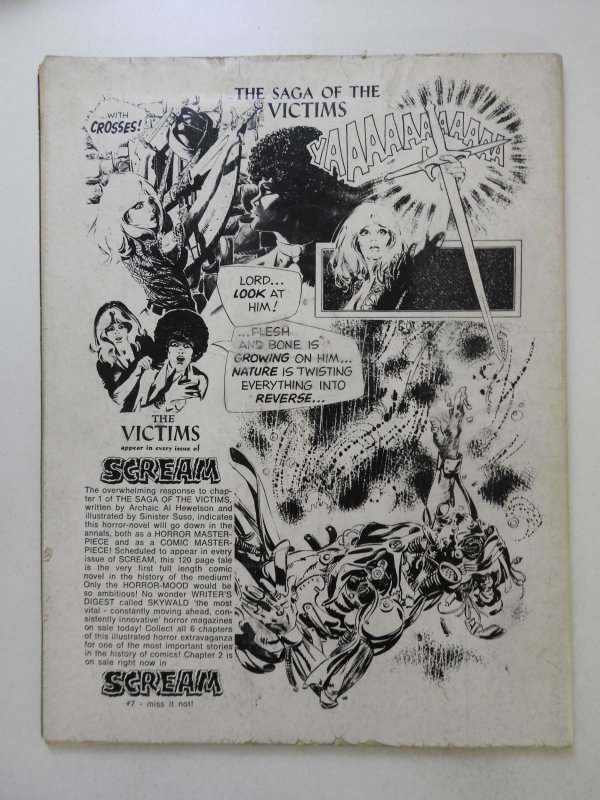 THE SAGA OF THE
VICTIMS
...WITH
CROSSES!
YAAAAAAAAAAAA
LORD...
LOOK AT
HIM!
...FLESH
AND BONE IS
GROWING ON HIM...
NATURE IS TWISTING
EVERYTHING INTO
REVERSE...
THE
VICTIMS
appear in every issue of
SCREAM
The overwhelming response to chap-
ter 1 of THE SAGA OF THE VICTIMS,
written by Archaic Al Hewetson and
illustrated by Sinister Suso, indicates
this horror-novel will go down in the
annals, both as a HORROR MASTER-
PIECE and as a COMIC MASTER-
PIECE! Scheduled to appear in every
issue of SCREAM, this 120 page tale
is the very first full length comic
novel in the history of the medium!
Only the HORROR-MOOD would be
so ambitious! No wonder WRITER'S
DIGEST called SKYWALD 'the most
vital - constantly moving ahead, con-
sistently innovative' horror magazines
on sale today! Collect all 6 chapters
of this illustrated horror extravaganza
for one of the most important stories
in the history of comics! Chapter 2 is
on sale right now in
SCREAM
#7 - miss it not!